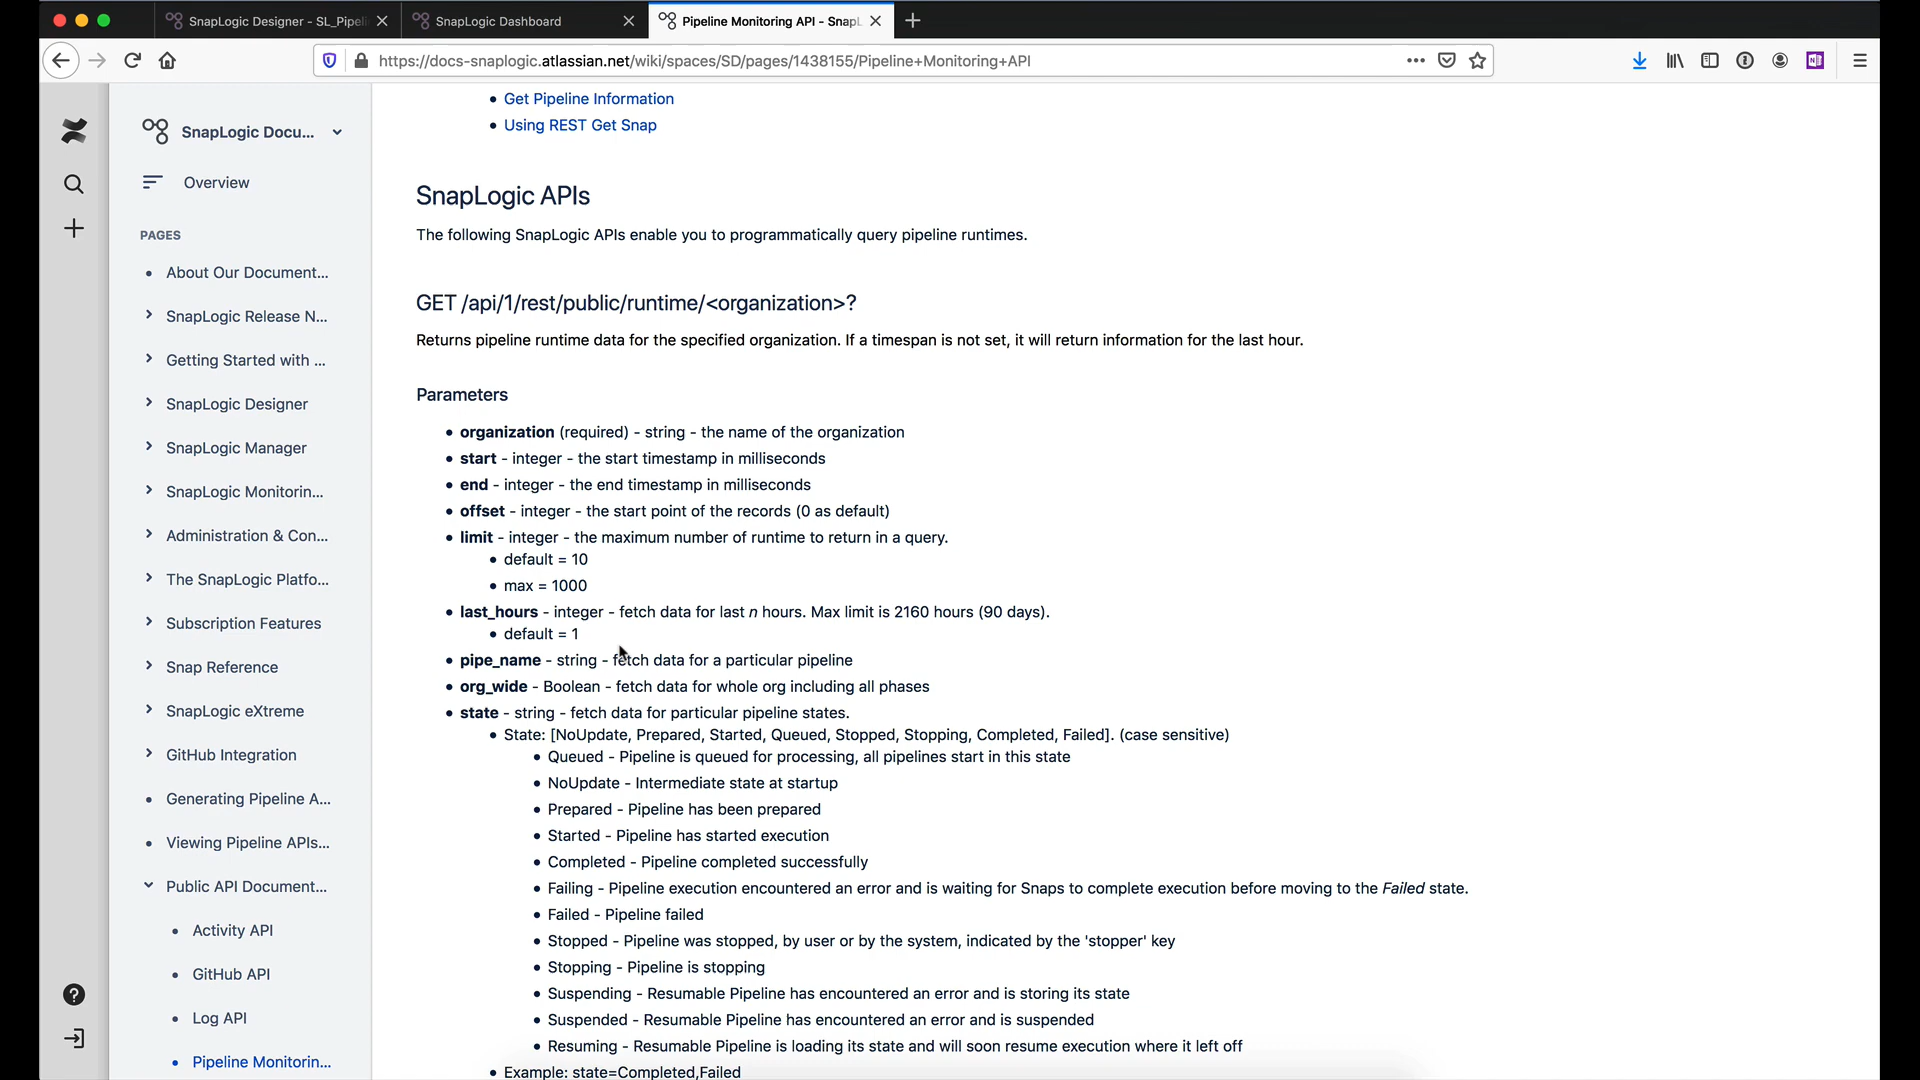 SnapLogic Designer - SL_Pipeli
SnapLogic Dashboard
Pipeline Monitoring API - SnapL
https://docs-snaplogic.atlassian.net/wiki/spaces/SD/pages/1438155/Pipeline+Monitoring+API
SnapLogic Docu...
Overview
PAGES
About Our Document...
SnapLogic Release N...
Getting Started with ...
SnapLogic Designer
SnapLogic Manager
SnapLogic Monitorin...
Administration & Con...
The SnapLogic Platfo...
Subscription Features
Snap Reference
SnapLogic eXtreme
GitHub Integration
Generating Pipeline A...
Viewing Pipeline APIs...
Public API Document...
Activity API
GitHub API
Log API
Pipeline Monitorin...
• Get Pipeline Information
• Using REST Get Snap
SnapLogic APIs
The following SnapLogic APIs enable you to programmatically query pipeline runtimes.
GET /api/1/rest/public/runtime/<organization>?
Returns pipeline runtime data for the specified organization. If a timespan is not set, it will return information for the last hour.
Parameters
• organization (required) - string - the name of the organization
• start - integer - the start timestamp in milliseconds
• end - integer - the end timestamp in milliseconds
• offset - integer - the start point of the records (0 as default)
• limit - integer - the maximum number of runtime to return in a query.
• default = 10
• max = 1000
• last_hours - integer - fetch data for last n hours. Max limit is 2160 hours (90 days).
• default = 1
• pipe_name - string - fetch data for a particular pipeline
• org_wide - Boolean - fetch data for whole org including all phases
• state - string - fetch data for particular pipeline states.
• State: [NoUpdate, Prepared, Started, Queued, Stopped, Stopping, Completed, Failed]. (case sensitive)
• Queued - Pipeline is queued for processing, all pipelines start in this state
• NoUpdate - Intermediate state at startup
• Prepared - Pipeline has been prepared
• Started - Pipeline has started execution
• Completed - Pipeline completed successfully
• Failing - Pipeline execution encountered an error and is waiting for Snaps to complete execution before moving to the Failed state.
• Failed - Pipeline failed
• Stopped - Pipeline was stopped, by user or by the system, indicated by the 'stopper' key
• Stopping - Pipeline is stopping
• Suspending - Resumable Pipeline has encountered an error and is storing its state
• Suspended - Resumable Pipeline has encountered an error and is suspended
• Resuming - Resumable Pipeline is loading its state and will soon resume execution where it left off
• Example: state=Completed,Failed